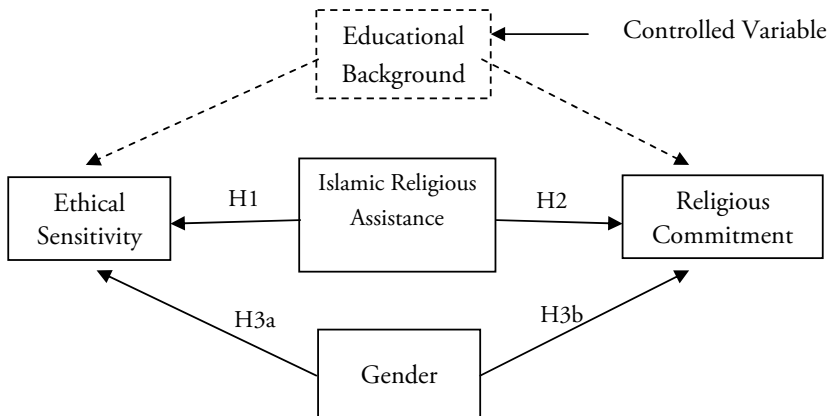 Educational
Background
Controlled Variable
Islamic Religious
Assistance
Ethical
Sensitivity
H1
H2
Religious
Commitment
H3a
H3b
Gender